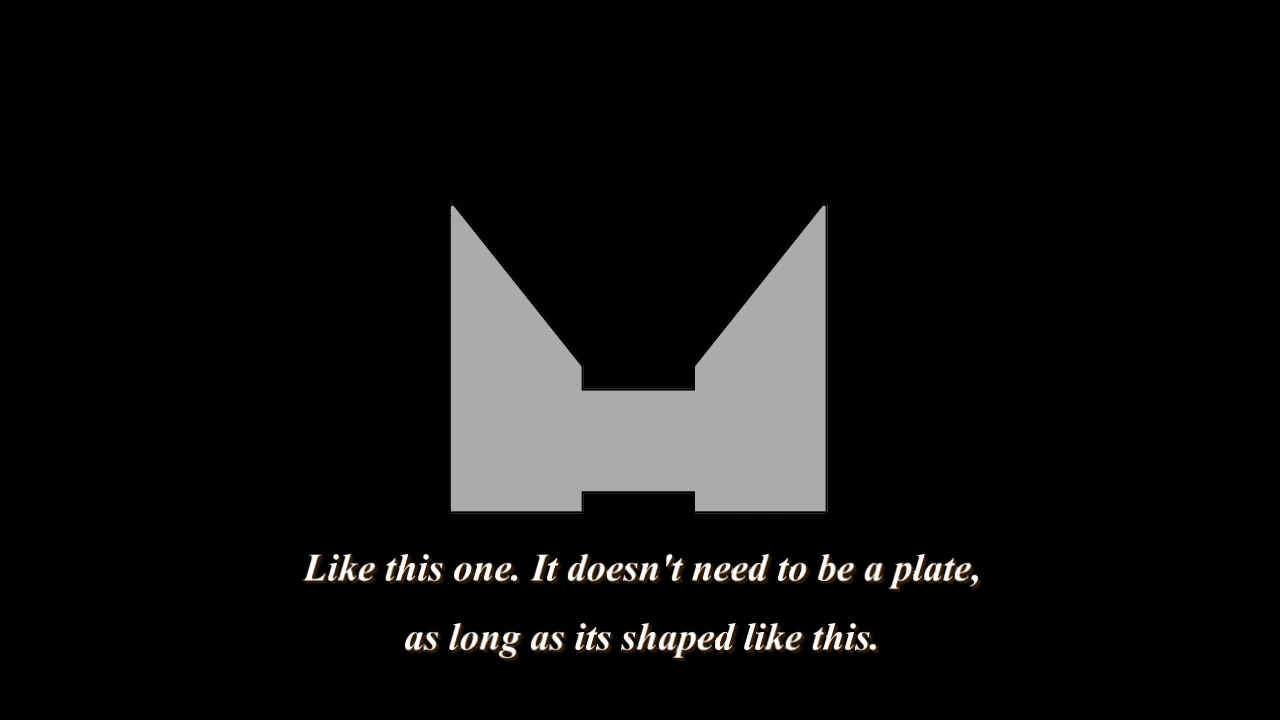 Like this one. It doesn't need to be a plate,
as long as its shaped like this.